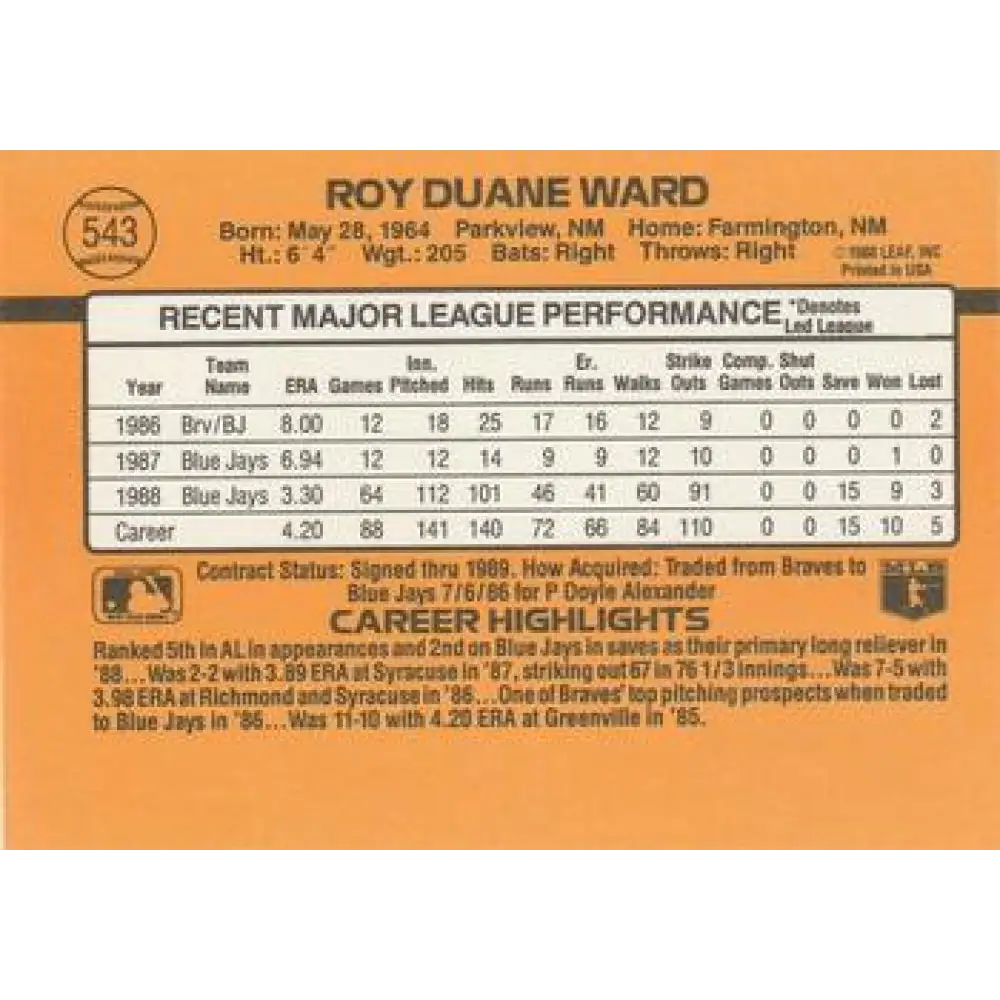 543
ROY DUANE WARD
Born: May 28, 1964 Parkview, NM Home: Farmington, NM
Ht.: 6'4" Wgt.: 205 Bats: Right Throws: Right
© 1988 LEAF, INC
Printed in USA
RECENT MAJOR LEAGUE PERFORMANCE *Denotes Led League
Year Team Name ERA Games Inn. Pitched Hits Runs Er. Runs Walks Strike Outs Comp. Games Shut Outs Save Won Lost
1986 Brv/BJ 8.00 12 18 25 17 16 12 9 0 0 0 0 2
1987 Blue Jays 6.94 12 12 14 9 9 12 10 0 0 0 1 0
1988 Blue Jays 3.30 64 112 101 46 41 60 91 0 0 15 9 3
Career 4.20 88 141 140 72 66 84 110 0 0 15 10 5
Contract Status: Signed thru 1989. How Acquired: Traded from Braves to
Blue Jays 7/6/86 for P Doyle Alexander
CAREER HIGHLIGHTS
Ranked 5th in AL in appearances and 2nd on Blue Jays in saves as their primary long reliever in
'88...Was 2-2 with 3.89 ERA at Syracuse in '87, striking out 67 in 76 1/3 innings...Was 7-5 with
3.98 ERA at Richmond and Syracuse in '86...One of Braves' top pitching prospects when traded
to Blue Jays in '86...Was 11-10 with 4.20 ERA at Greenville in '85.